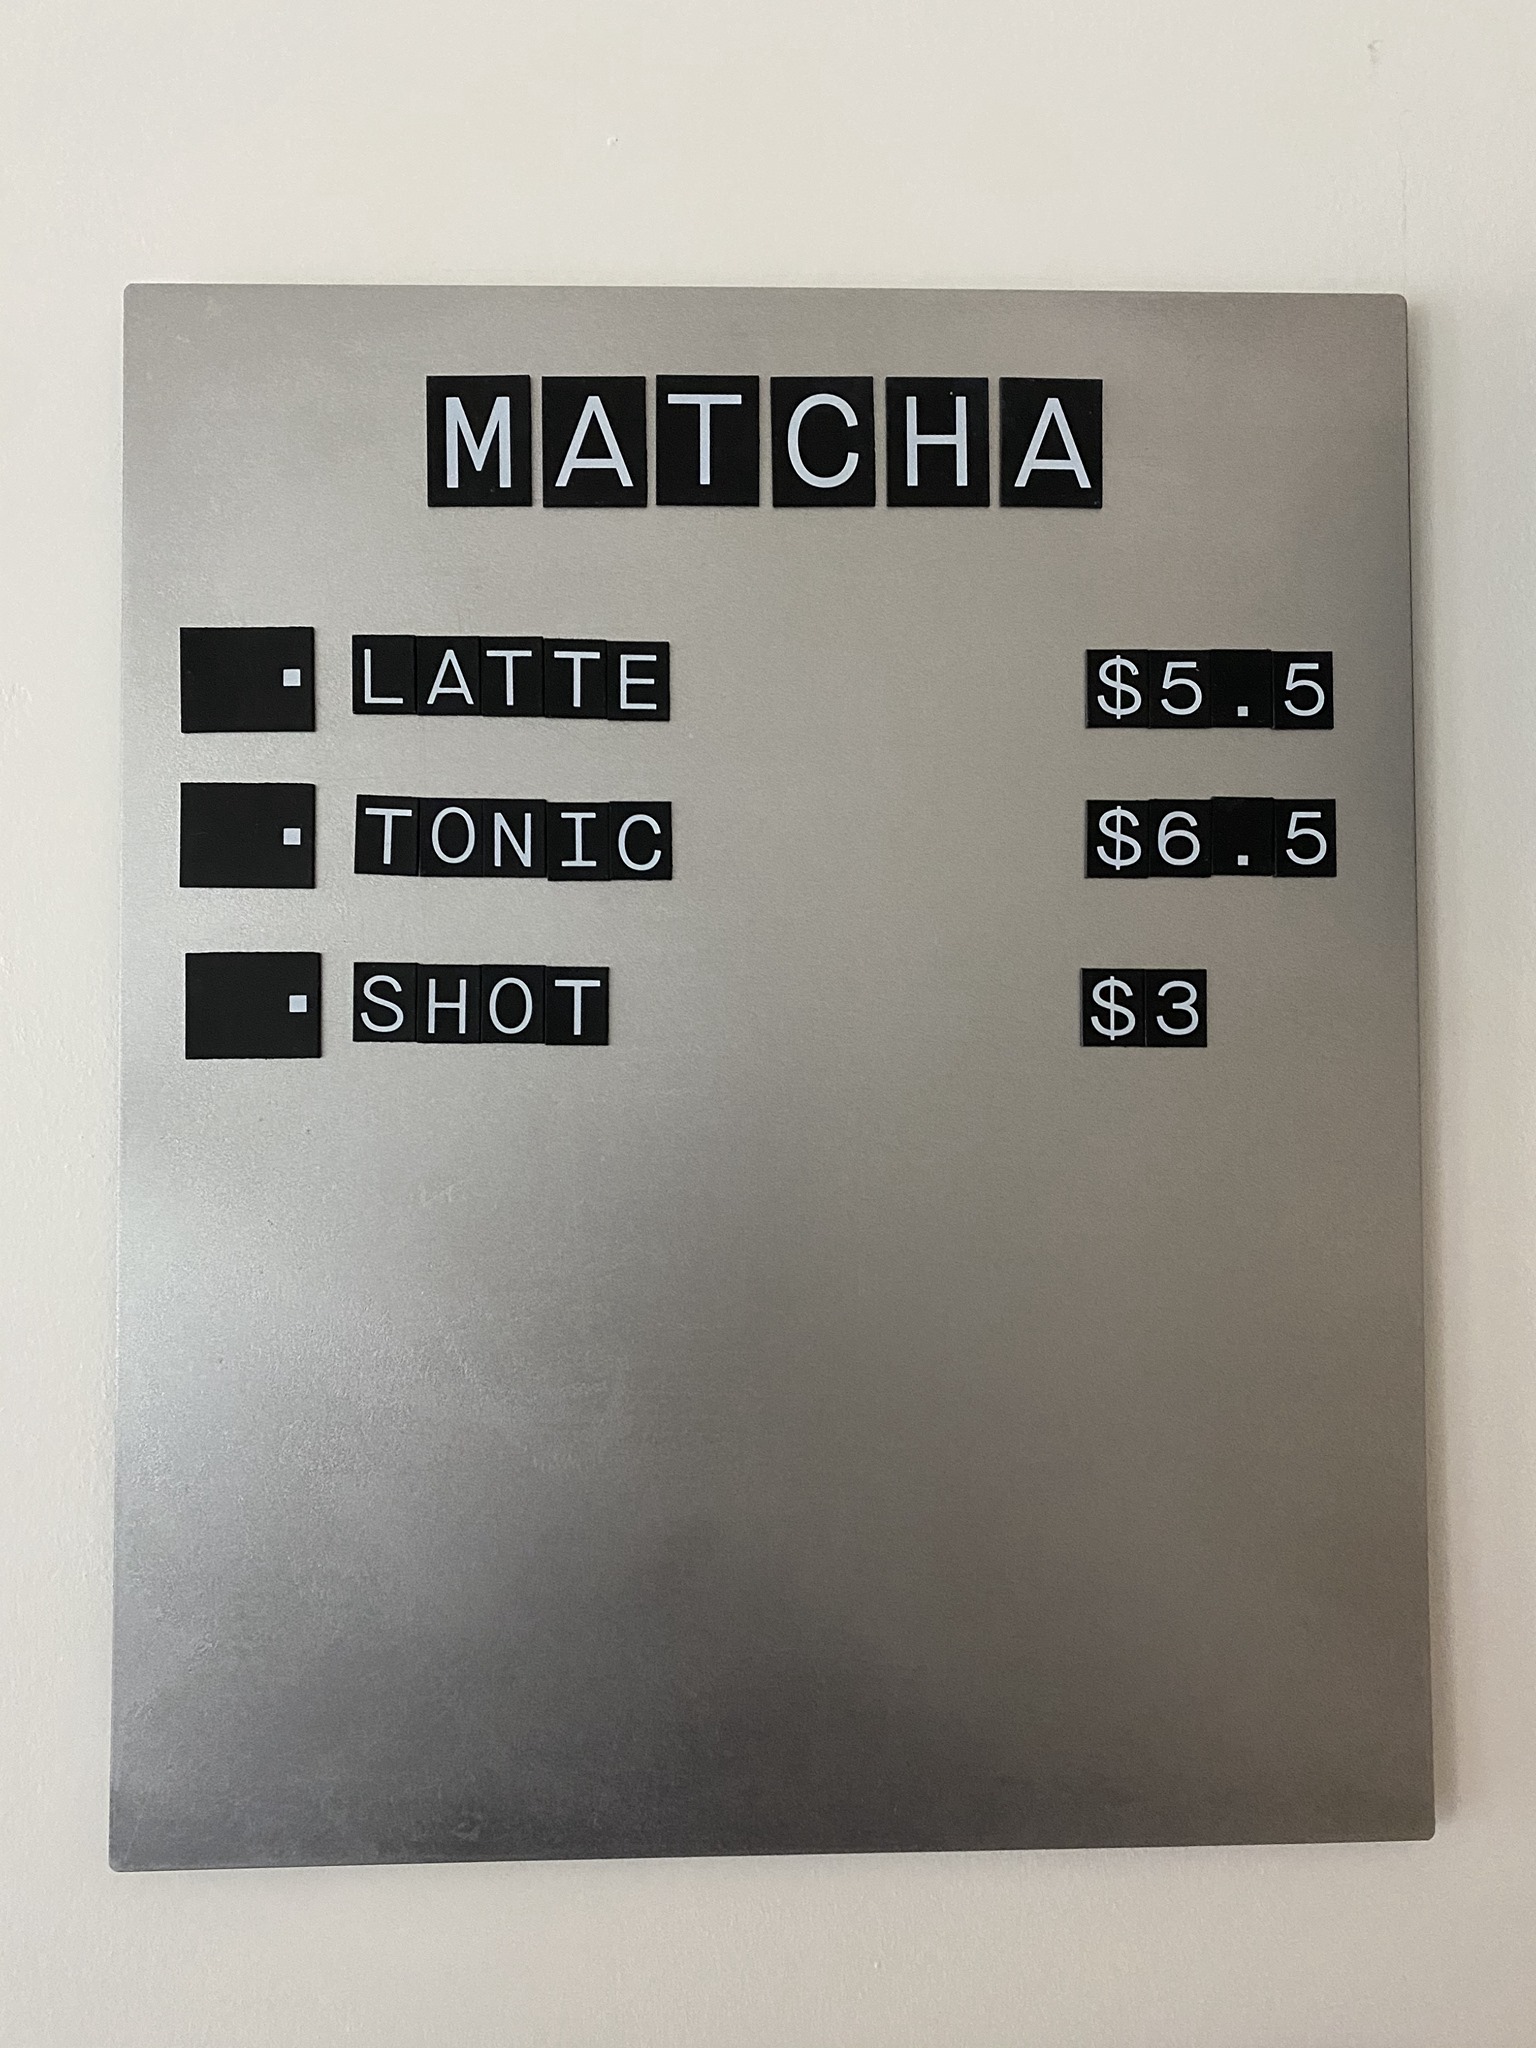 MATCHA
▪ LATTE $5.5
▪ TONIC $6.5
▪ SHOT $3